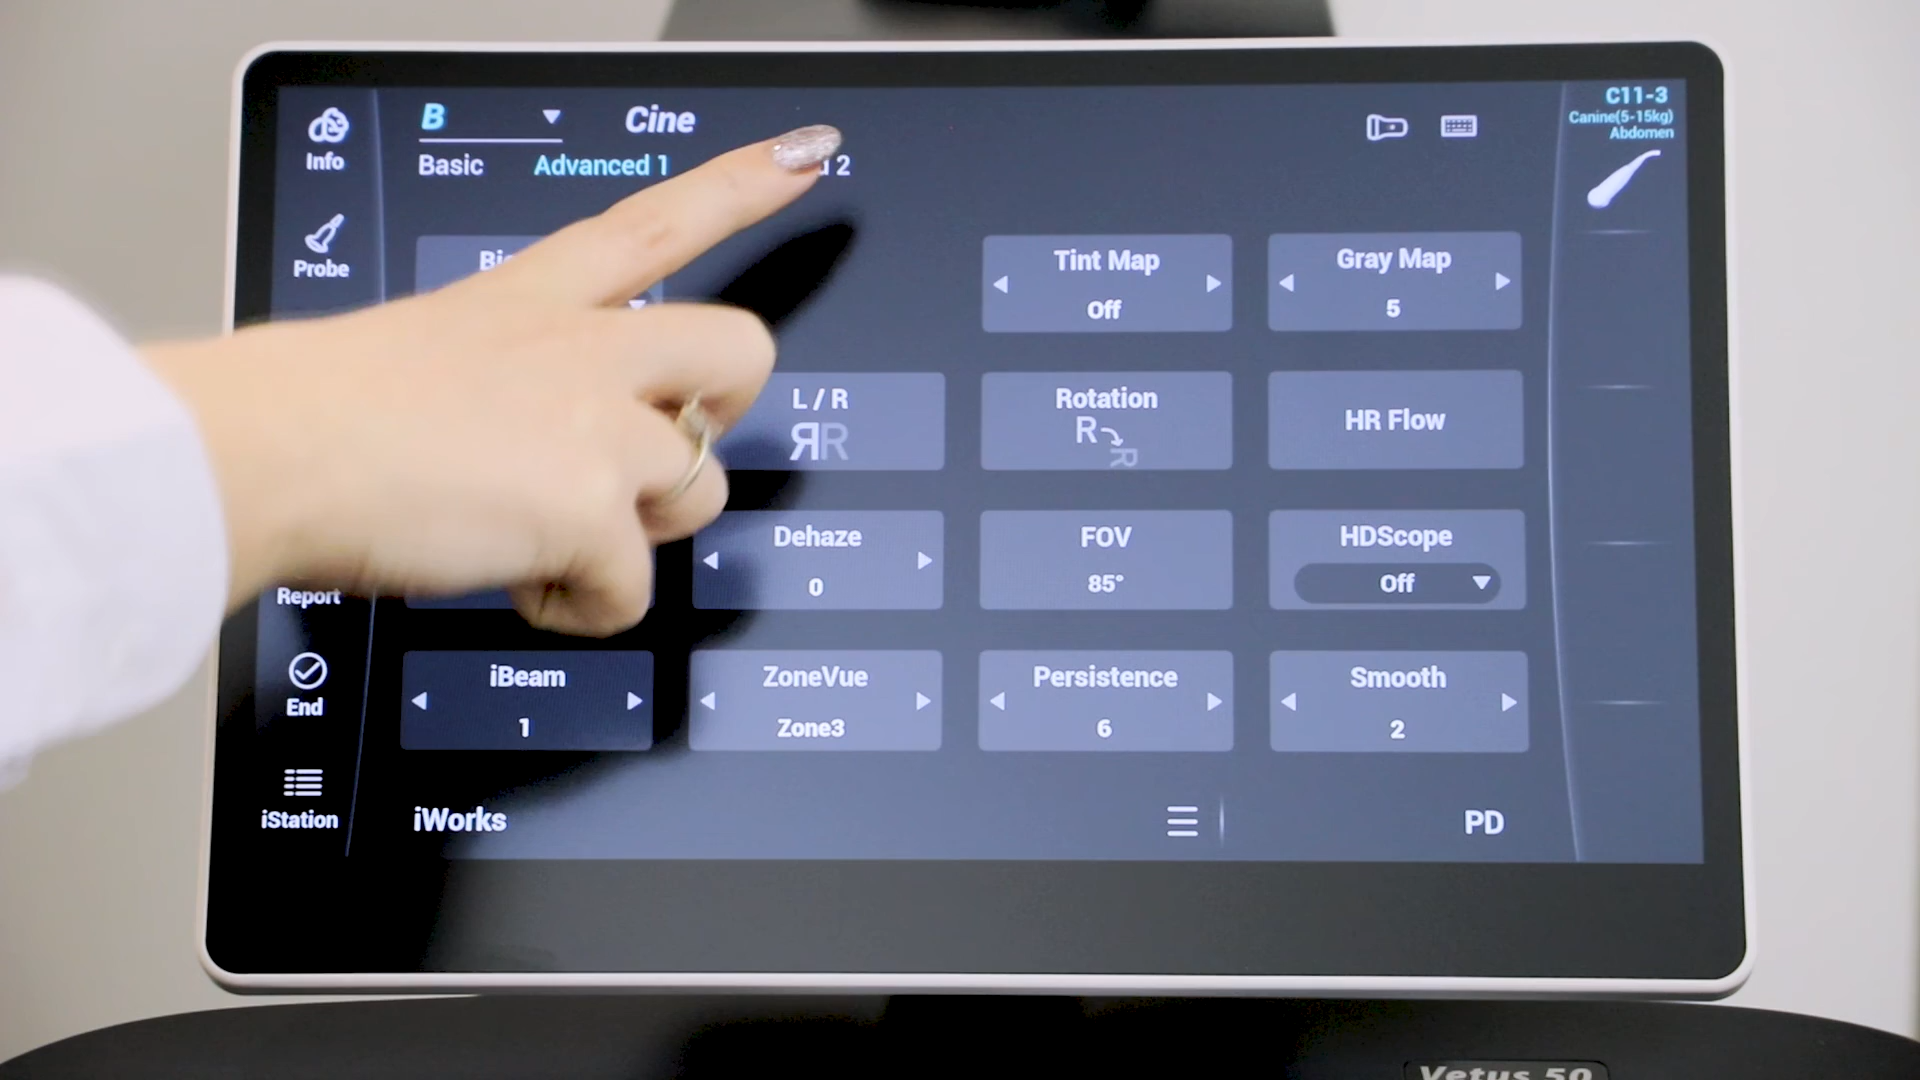 Info
Probe
Report
End
iStation
B
Cine
Basic
Advanced 1
2
C11-3
Canine(5-15kg)
Abdomen
Tint Map
Off
Gray Map
5
L / R
RR
Rotation
R
R
HR Flow
Dehaze
0
FOV
85°
HDScope
Off
iBeam
1
ZoneVue
Zone3
Persistence
6
Smooth
2
iWorks
PD
Vetus 50